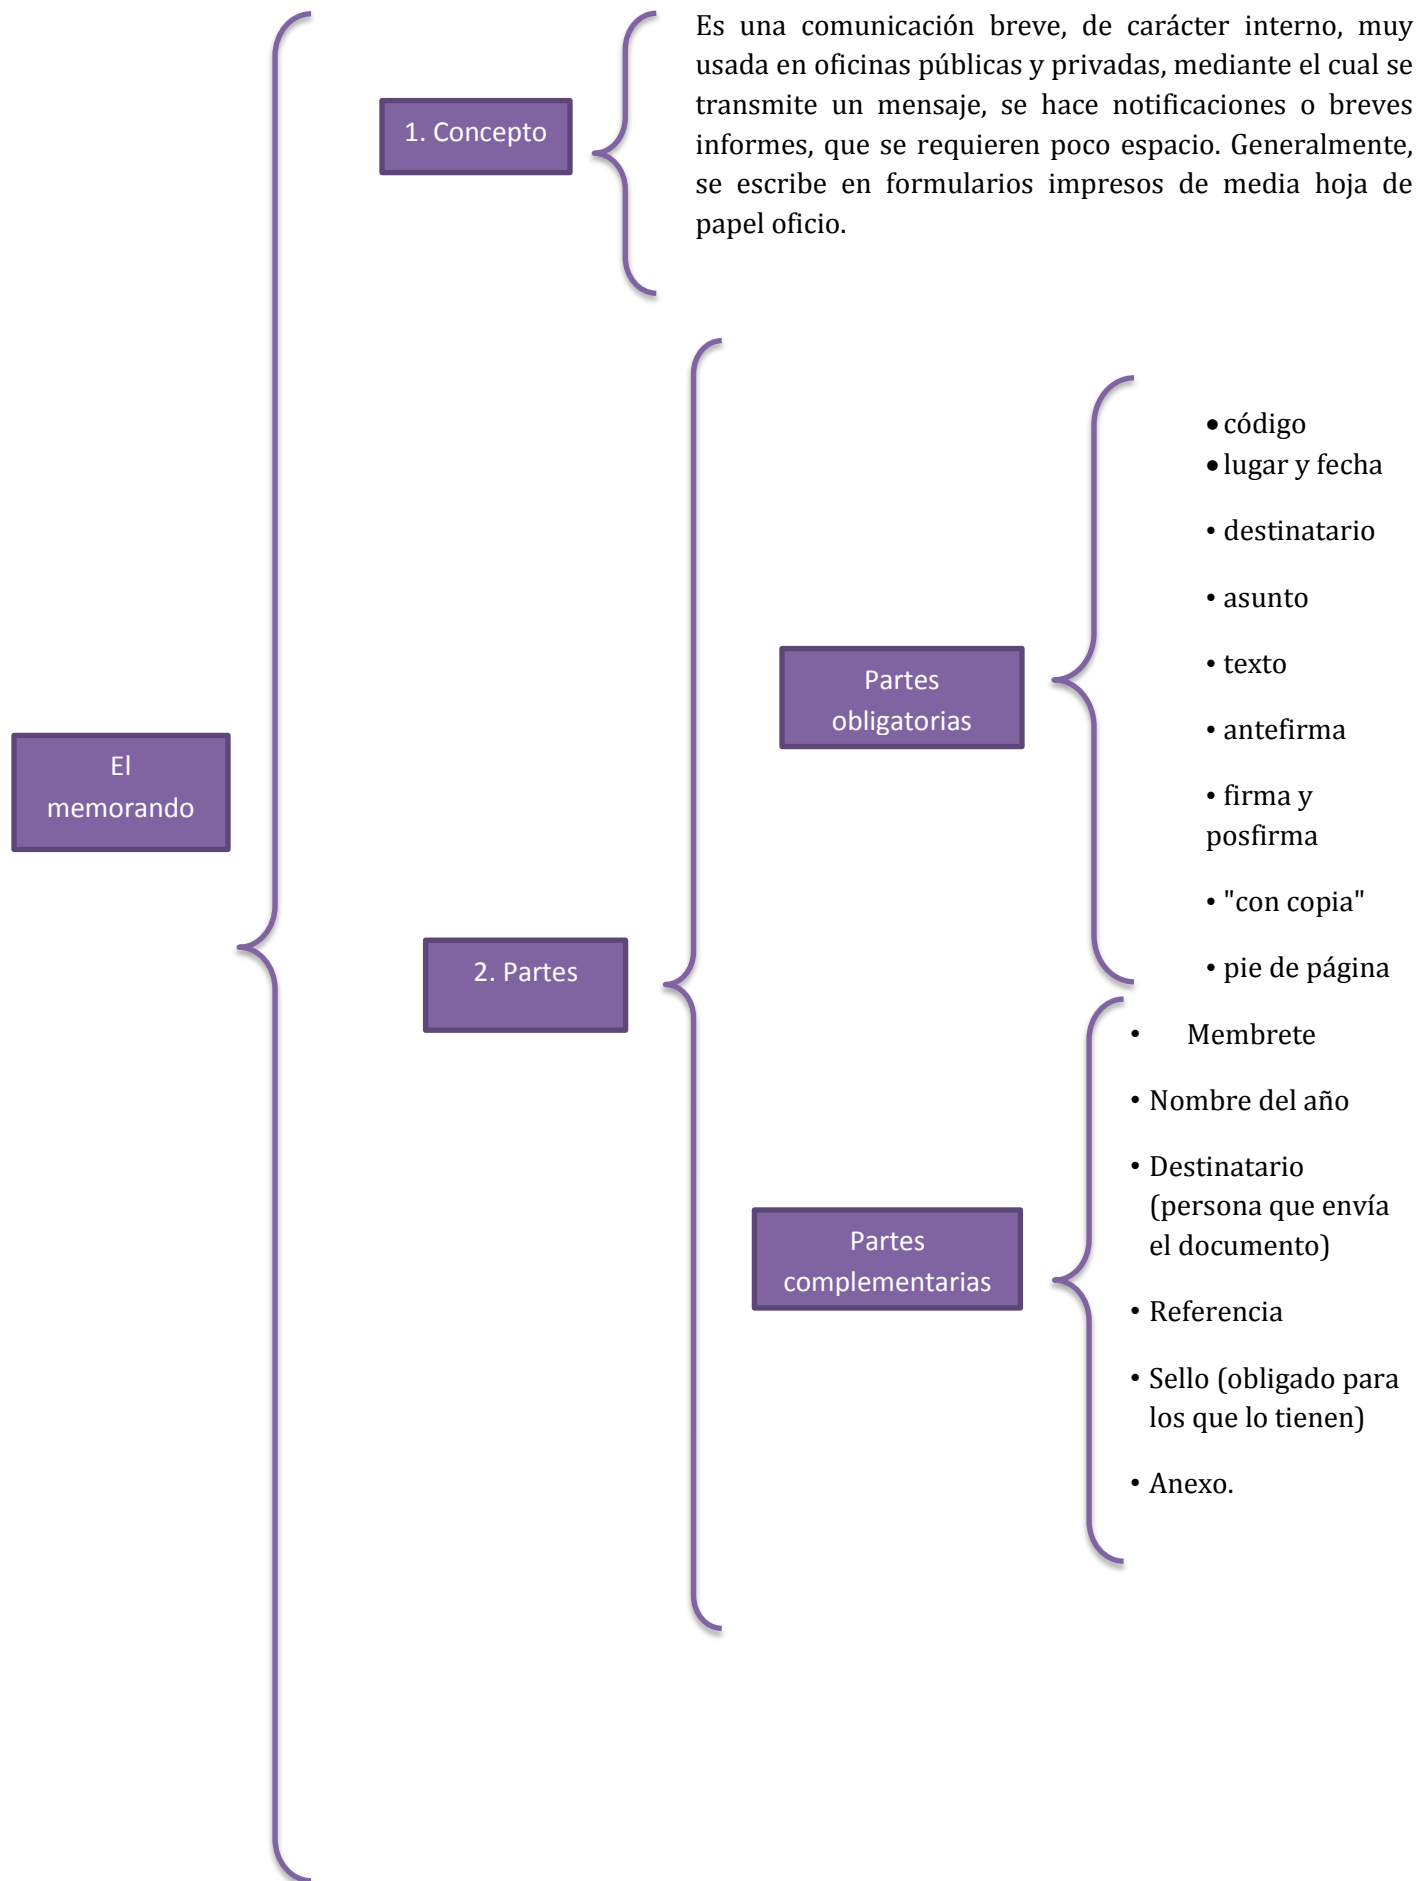 El
memorando
1. Concepto
Es una comunicación breve, de carácter interno, muy
usada en oficinas públicas y privadas, mediante el cual se
transmite un mensaje, se hace notificaciones o breves
informes, que se requieren poco espacio. Generalmente,
se escribe en formularios impresos de media hoja de
papel oficio.
2. Partes
Partes
obligatorias
• código
• lugar y fecha
• destinatario
• asunto
• texto
• antefirma
• firma y
posfirma
• "con copia"
• pie de página
Partes
complementarias
• Membrete
• Nombre del año
• Destinatario
(persona que envía
el documento)
• Referencia
• Sello (obligado para
los que lo tienen)
• Anexo.